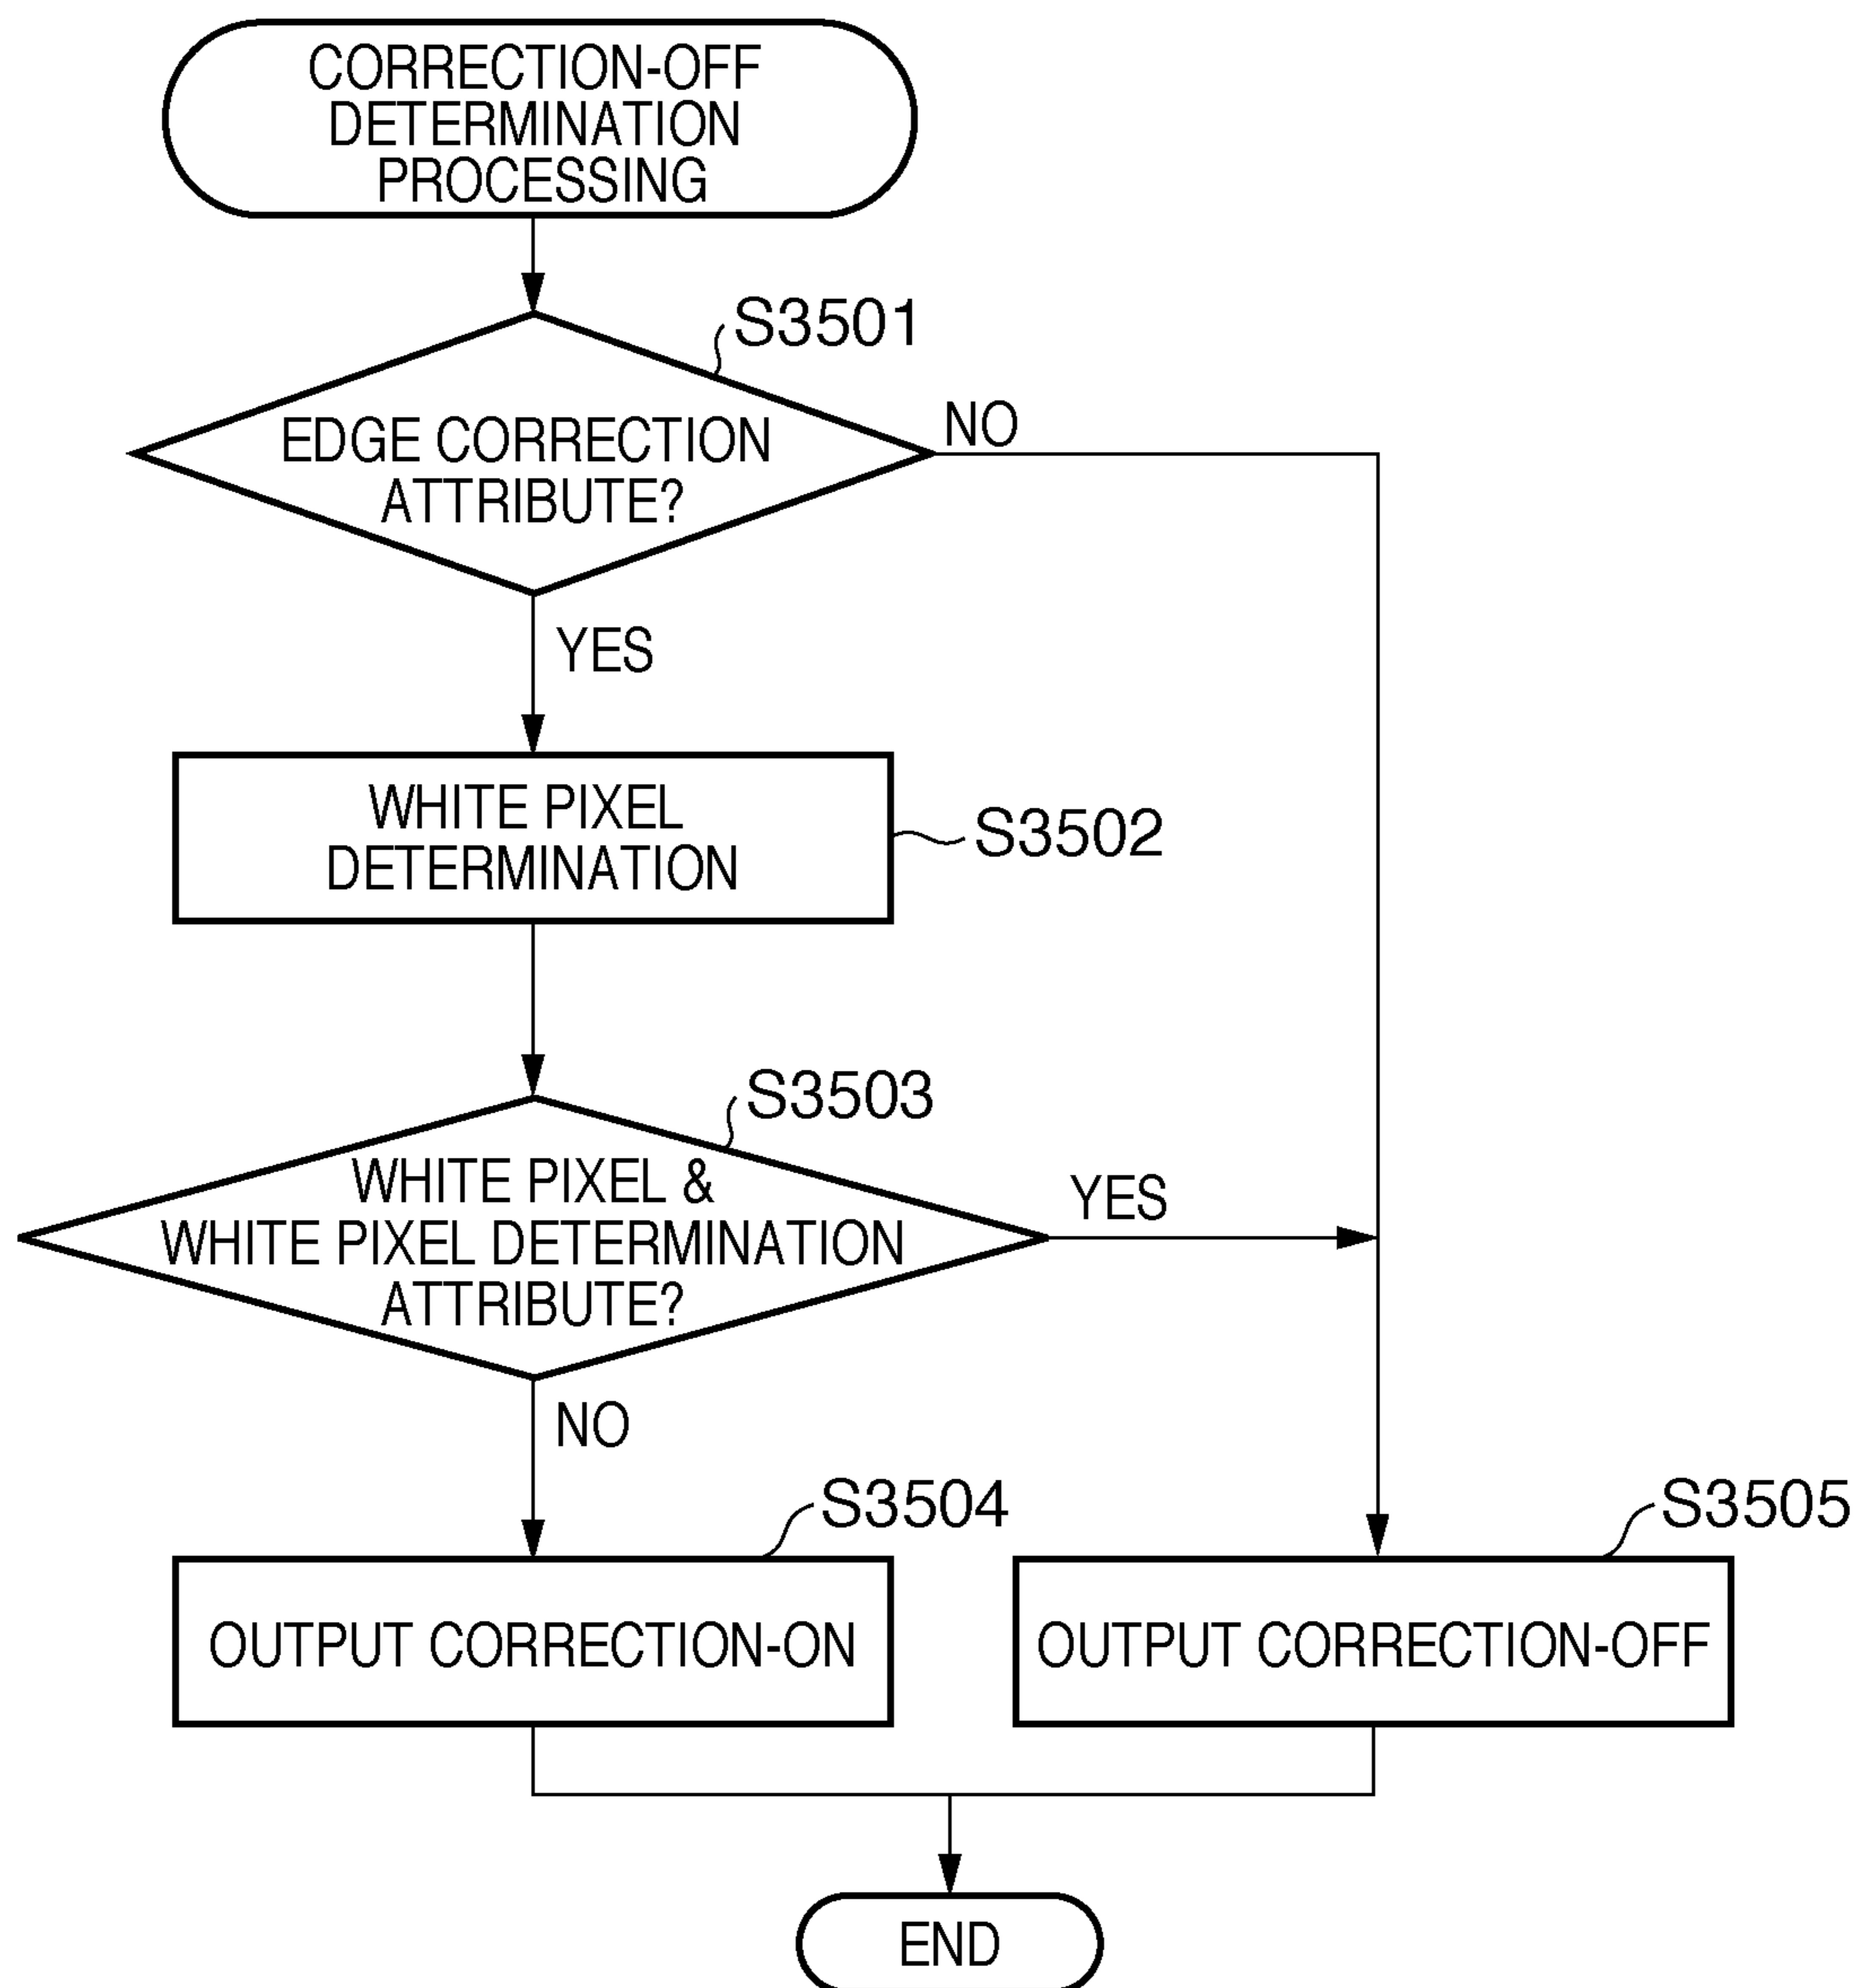 CORRECTION-OFF
DETERMINATION
PROCESSING
S3501
EDGE CORRECTION
ATTRIBUTE?
NO
YES
WHITE PIXEL
DETERMINATION
S3502
S3503
WHITE PIXEL &
WHITE PIXEL DETERMINATION
ATTRIBUTE?
YES
NO
S3504
S3505
OUTPUT CORRECTION-ON
OUTPUT CORRECTION-OFF
END